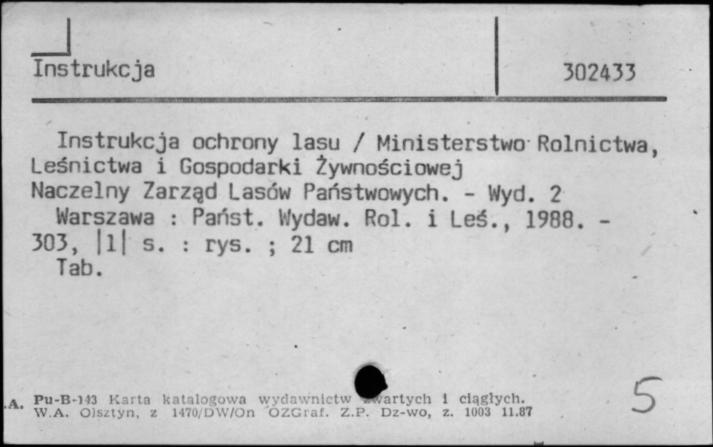 Instrukcja 302433
Instrukcja ochrony lasu / Ministerstwo Rolnictwa,
Leśnictwa i Gospodarki Żywnościowej
Naczelny Zarząd Lasów Państwowych. - Wyd. 2
Warszawa : Państ. Wydaw. Rol. i Leś., 1988. -
303, |1| s. : rys. ; 21 cm
Tab.
5
.A. Pu-B-143 Karta katalogowa wydawnictw zwartych i ciągłych.
W.A. Olsztyn, z 1470/DW/On OZGraf. Z.P. Dz-wo, z. 1003 11.87